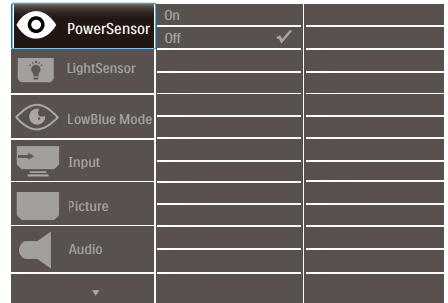 PowerSensor
On
Off
LightSensor
LowBlue Mode
Input
Picture
Audio